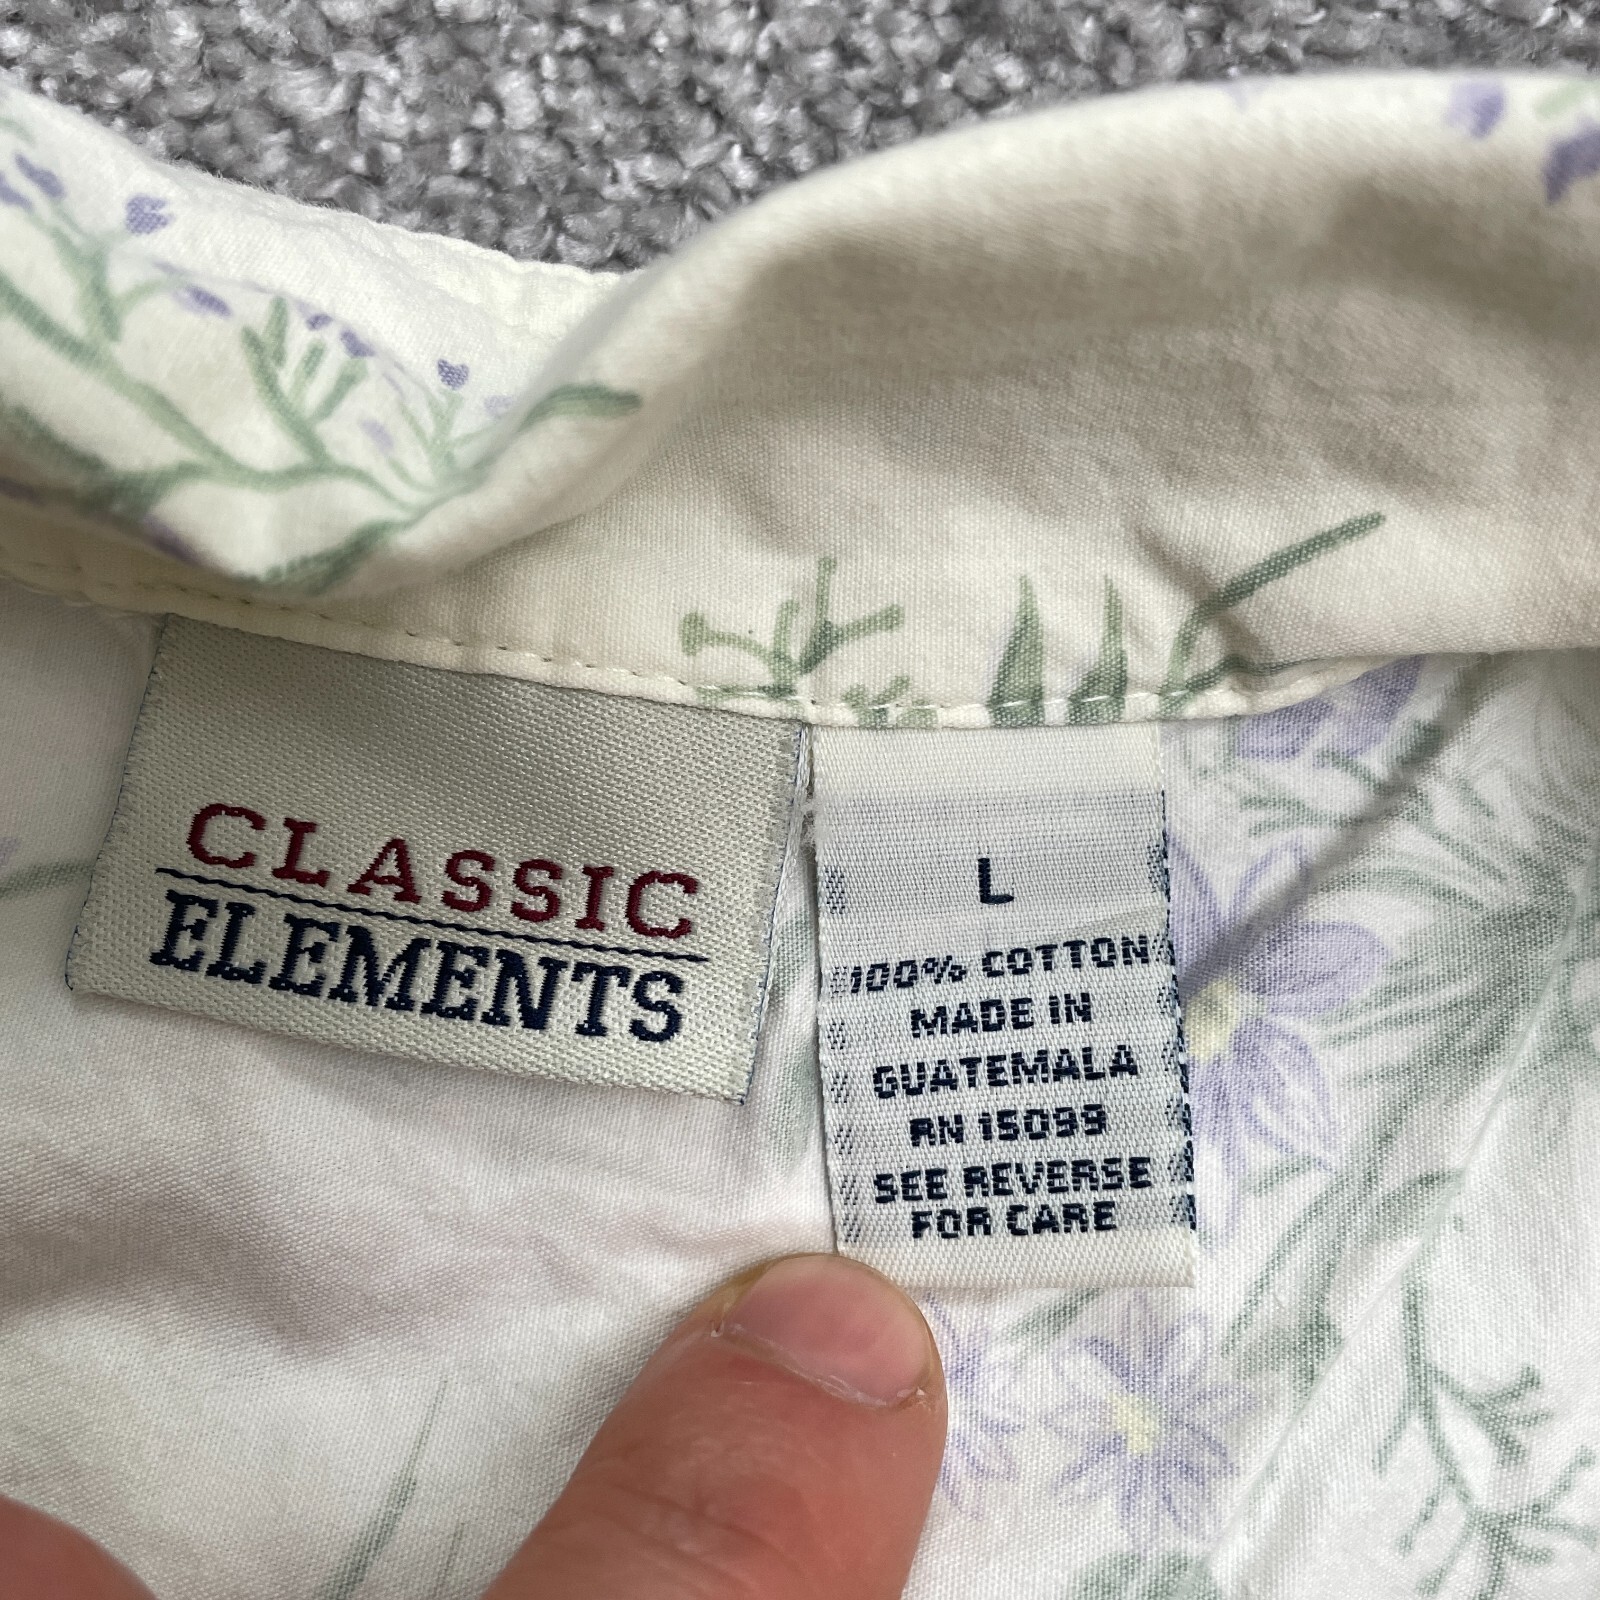 CLASSIC
ELEMENTS
L
100% COTTON
MADE IN
GUATEMALA
RN 15099
SEE REVERSE
FOR CARE